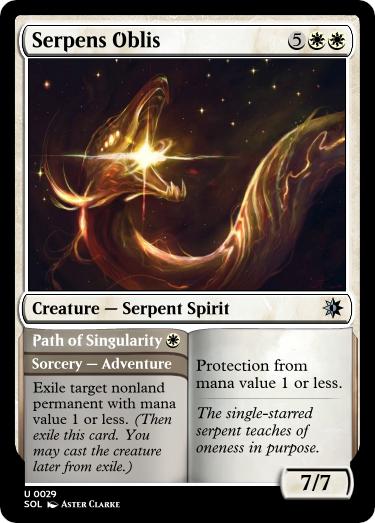 Serpens Oblis 5
Creature — Serpent Spirit
Path of Singularity
Sorcery — Adventure
Exile target nonland
permanent with mana
value 1 or less. (Then
exile this card. You
may cast the creature
later from exile.)
Protection from
mana value 1 or less.
The single-starred
serpent teaches of
oneness in purpose.
7/7
U 0029
SOL Aster Clarke